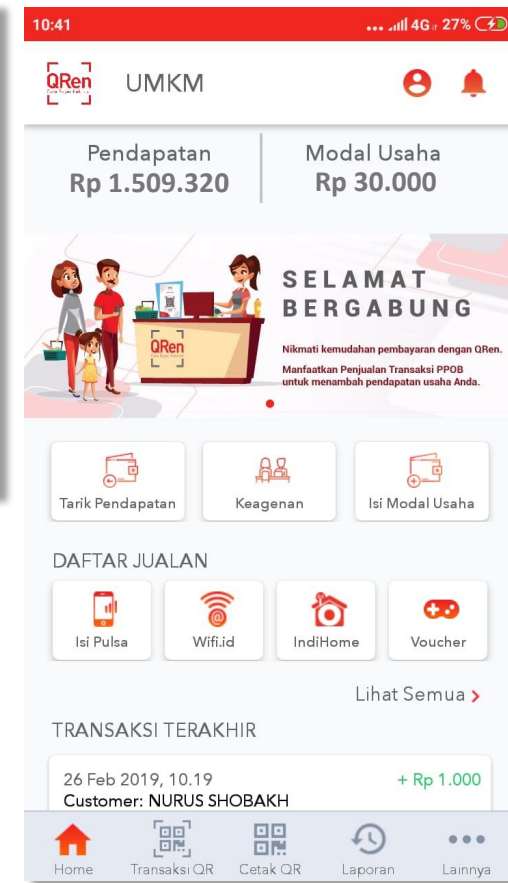 10:41
4G 27%
QRen
UMKM
Pendapatan
Rp 1.509.320
Modal Usaha
Rp 30.000
QRen
SELAMAT
BERGABUNG
Nikmati kemudahan pembayaran dengan QRen.
Manfaatkan Penjualan Transaksi PPOB
untuk menambah pendapatan usaha Anda.
Tarik Pendapatan
Keagenan
Isi Modal Usaha
DAFTAR JUALAN
Isi Pulsa
Wifi.id
IndiHome
Voucher
Lihat Semua >
TRANSAKSI TERAKHIR
26 Feb 2019, 10.19
+ Rp 1.000
Customer: NURUS SHOBAKH
Home
Transaksi QR
Cetak QR
Laporan
Lainnya